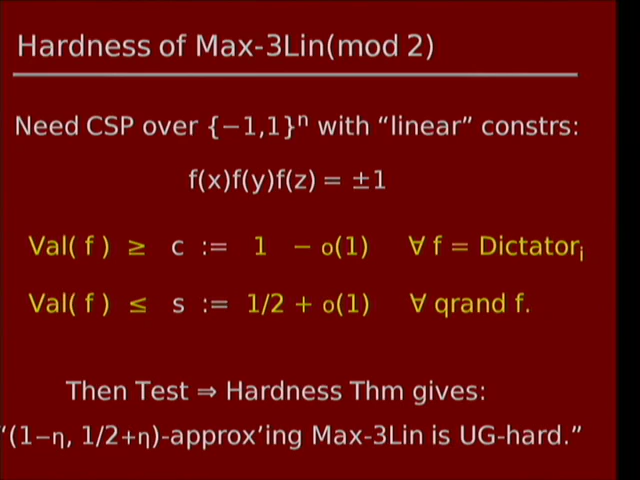 Hardness of Max-3Lin(mod 2)
Need CSP over {−1,1}ⁿ with “linear” constrs:
f(x)f(y)f(z) = ±1
Val( f ) ≥ c := 1 − o(1) ∀ f = Dictatorᵢ
Val( f ) ≤ s := 1/2 + o(1) ∀ qrand f.
Then Test ⇒ Hardness Thm gives:
“(1−η, 1/2+η)-approx’ing Max-3Lin is UG-hard.”